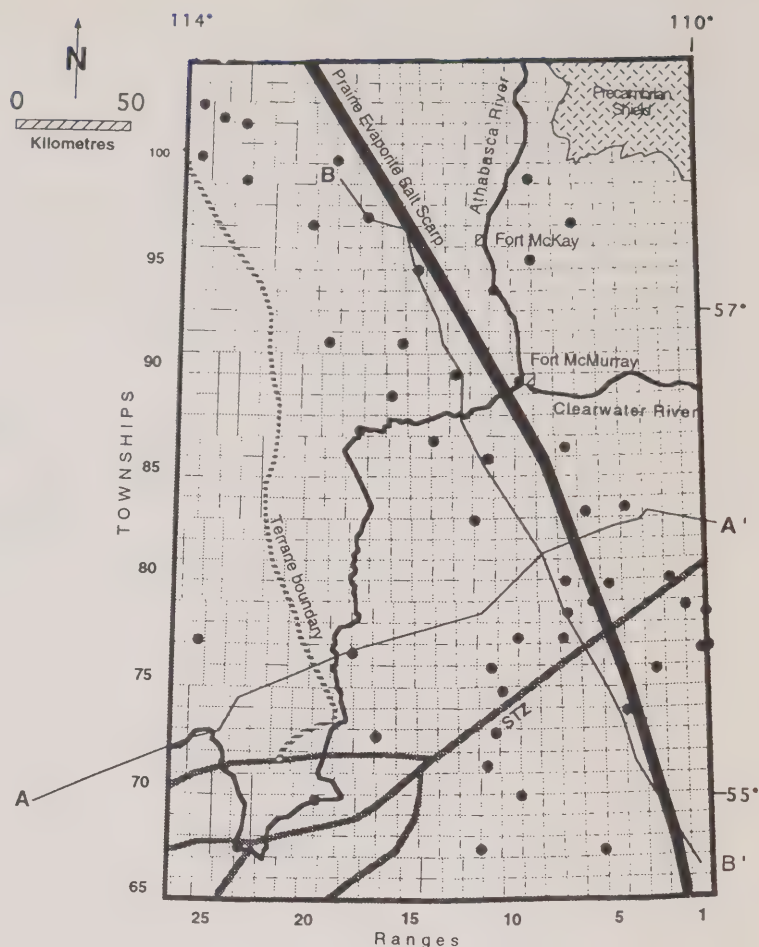 114°
110°
N
0 50
Kilometres
Prairie Evaporite Salt Scarp
Athabasca River
Precambrian
Shield
100
B
Fort McKay
95
57°
90
Fort McMurray
Clearwater River
TOWNSHIPS
85
A'
80
Terrane boundary
75
STZ
70
A
55°
B'
65
25 20 15 10 5 1
Ranges